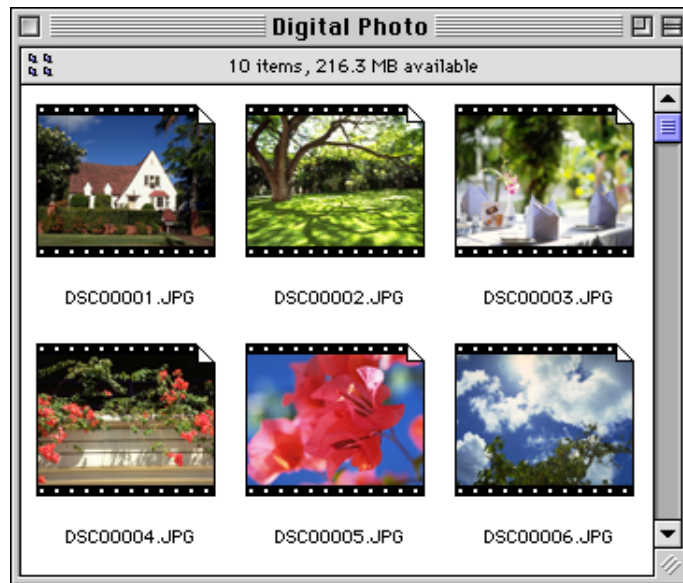 Digital Photo
10 items, 216.3 MB available
DSC00001.JPG
DSC00002.JPG
DSC00003.JPG
DSC00004.JPG
DSC00005.JPG
DSC00006.JPG